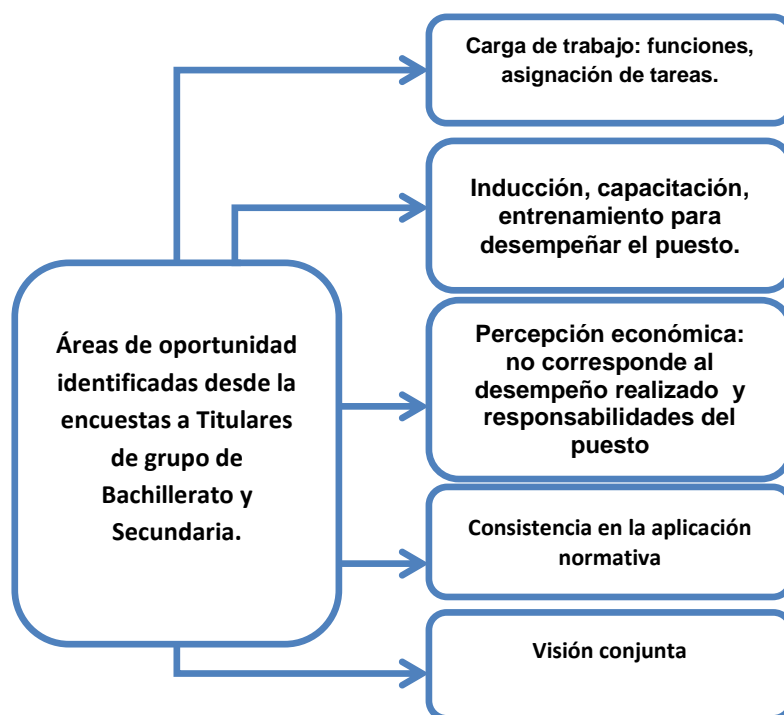 Carga de trabajo: funciones,
asignación de tareas.
Inducción, capacitación,
entrenamiento para
desempeñar el puesto.
Áreas de oportunidad
identificadas desde la
encuestas a Titulares
de grupo de
Bachillerato y
Secundaria.
Percepción económica:
no corresponde al
desempeño realizado y
responsabilidades del
puesto
Consistencia en la aplicación
normativa
Visión conjunta